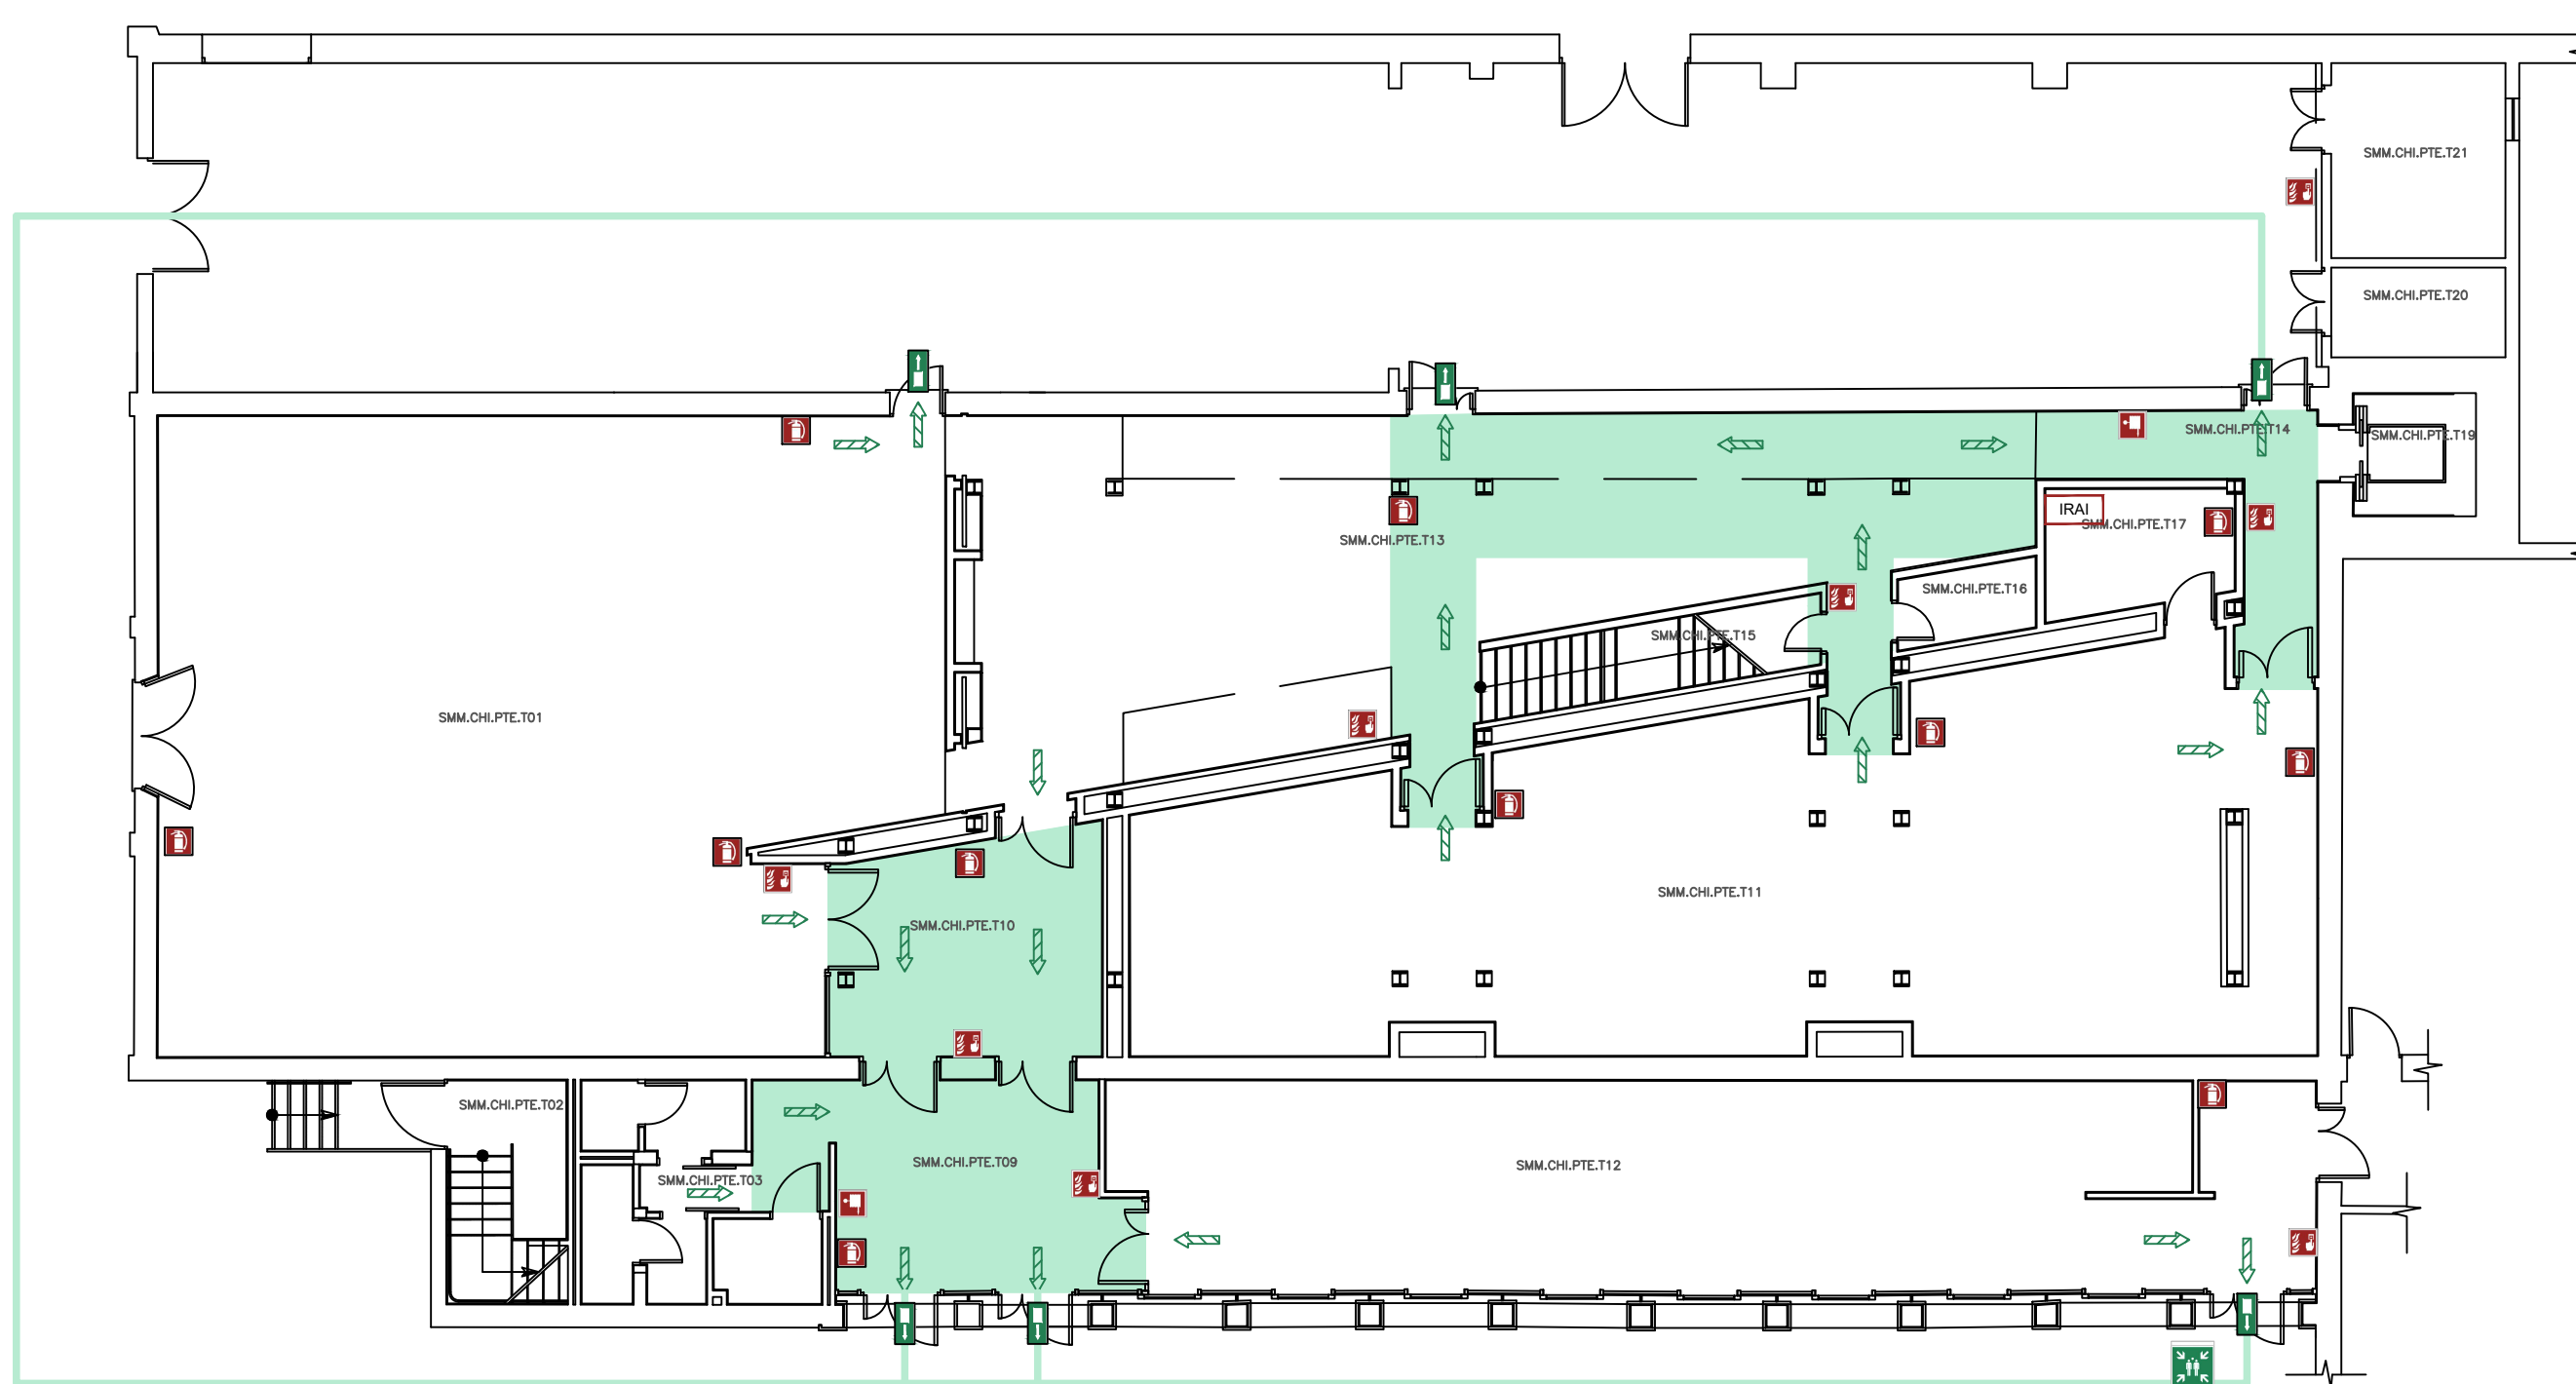 SMM.CHI.PTE.T21
SMM.CHI.PTE.T20
SMM.CHI.PTE.T14
SMM.CHI.PTE.T19
IRAI
SMM.CHI.PTE.T17
SMM.CHI.PTE.T13
SMM.CHI.PTE.T16
SMM.CHI.PTE.T15
SMM.CHI.PTE.T01
SMM.CHI.PTE.T11
SMM.CHI.PTE.T10
SMM.CHI.PTE.T02
SMM.CHI.PTE.T09
SMM.CHI.PTE.T12
SMM.CHI.PTE.T03